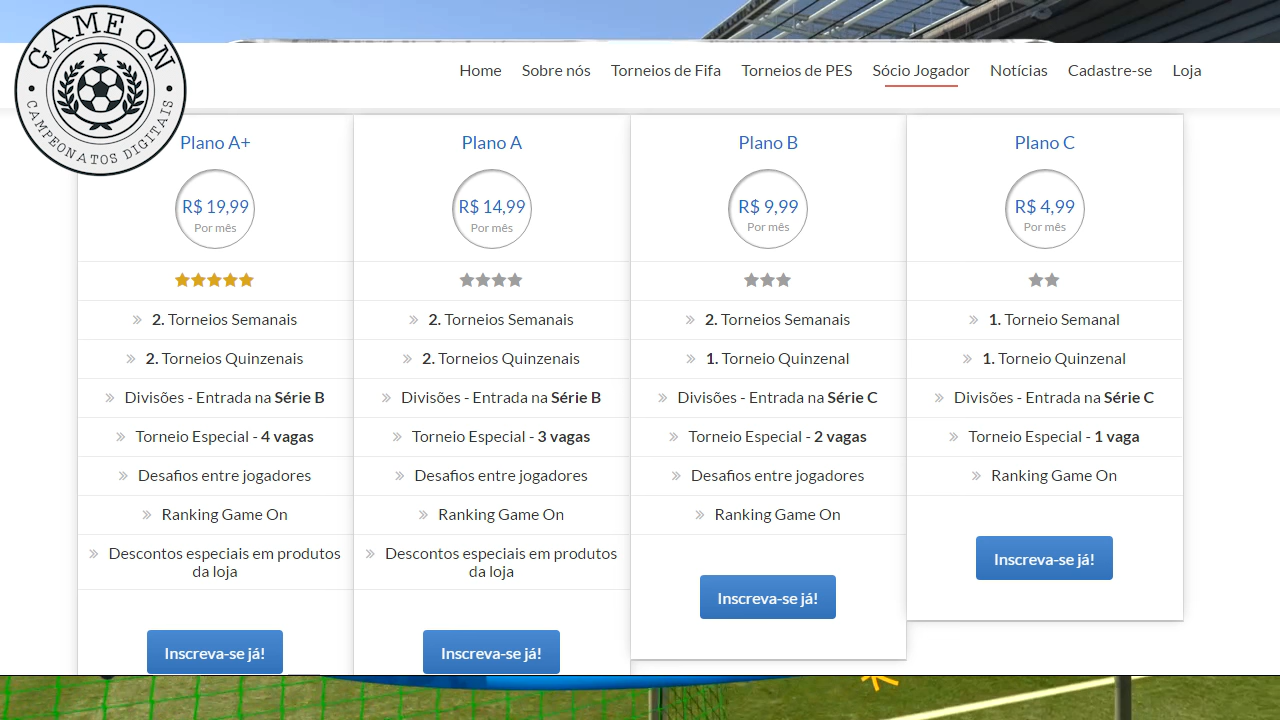 GAME ON
CAMPEONATOS DIGITAIS
Home Sobre nós Torneios de Fifa Torneios de PES Sócio Jogador Notícias Cadastre-se Loja
Plano A+
R$ 19,99
Por mês
2. Torneios Semanais
2. Torneios Quinzenais
Divisões - Entrada na Série B
Torneio Especial - 4 vagas
Desafios entre jogadores
Ranking Game On
Descontos especiais em produtos
da loja
Inscreva-se já!
Plano A
R$ 14,99
Por mês
2. Torneios Semanais
2. Torneios Quinzenais
Divisões - Entrada na Série B
Torneio Especial - 3 vagas
Desafios entre jogadores
Ranking Game On
Descontos especiais em produtos
da loja
Inscreva-se já!
Plano B
R$ 9,99
Por mês
2. Torneios Semanais
1. Torneio Quinzenal
Divisões - Entrada na Série C
Torneio Especial - 2 vagas
Desafios entre jogadores
Ranking Game On
Inscreva-se já!
Plano C
R$ 4,99
Por mês
1. Torneio Semanal
1. Torneio Quinzenal
Divisões - Entrada na Série C
Torneio Especial - 1 vaga
Ranking Game On
Inscreva-se já!